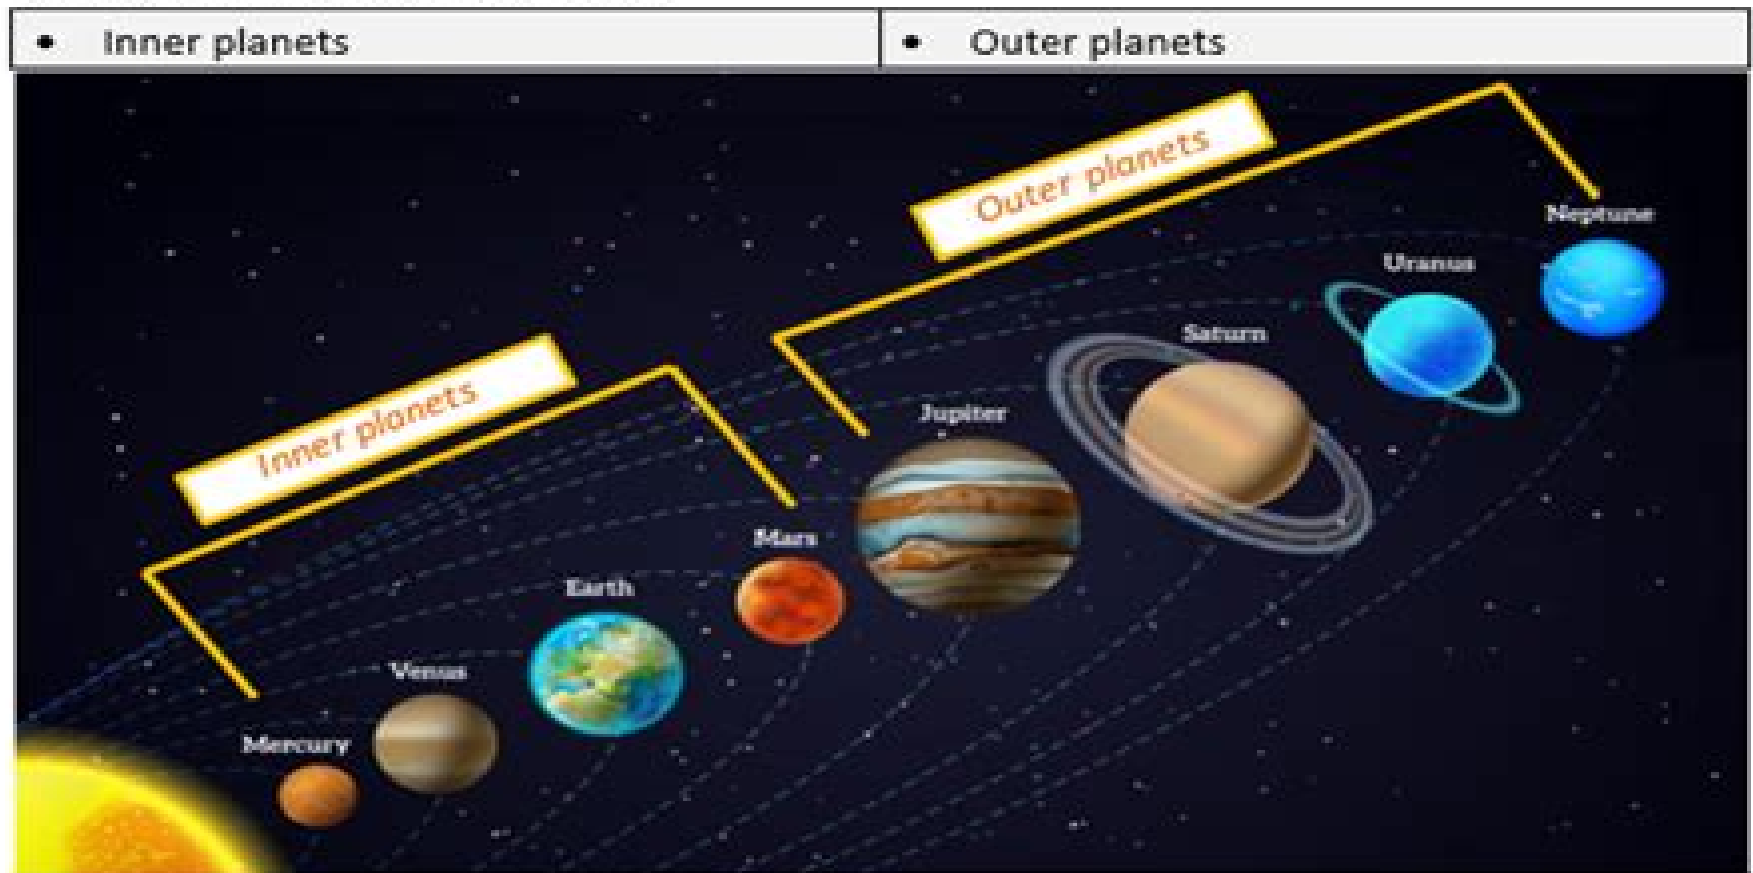 • Inner planets
• Outer planets
Outer planets
Neptune
Uranus
Saturn
Inner planets
Jupiter
Mars
Earth
Venus
Mercury